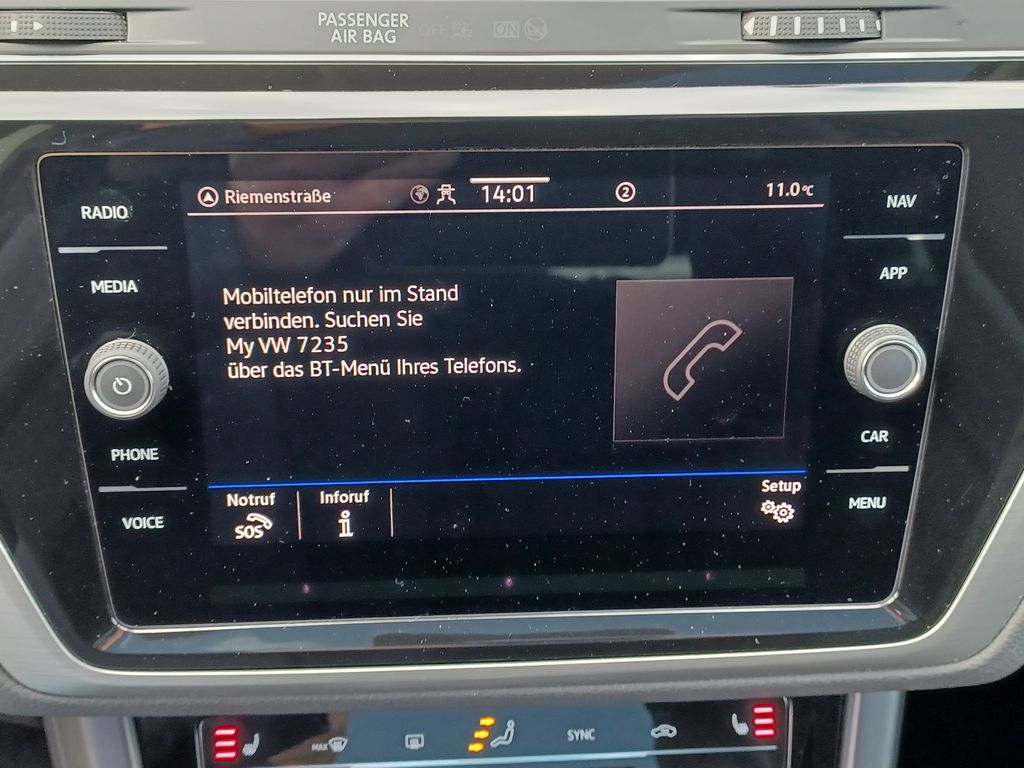 PASSENGER
AIR BAG
OFF
ON
RADIO
Riemenstraße
14:01
2
11.0°C
NAV
MEDIA
APP
Mobiltelefon nur im Stand
verbinden. Suchen Sie
My VW 7235
über das BT-Menü Ihres Telefons.
PHONE
CAR
VOICE
MENU
Notruf
SOS
Inforuf
i
Setup
MAX
SYNC